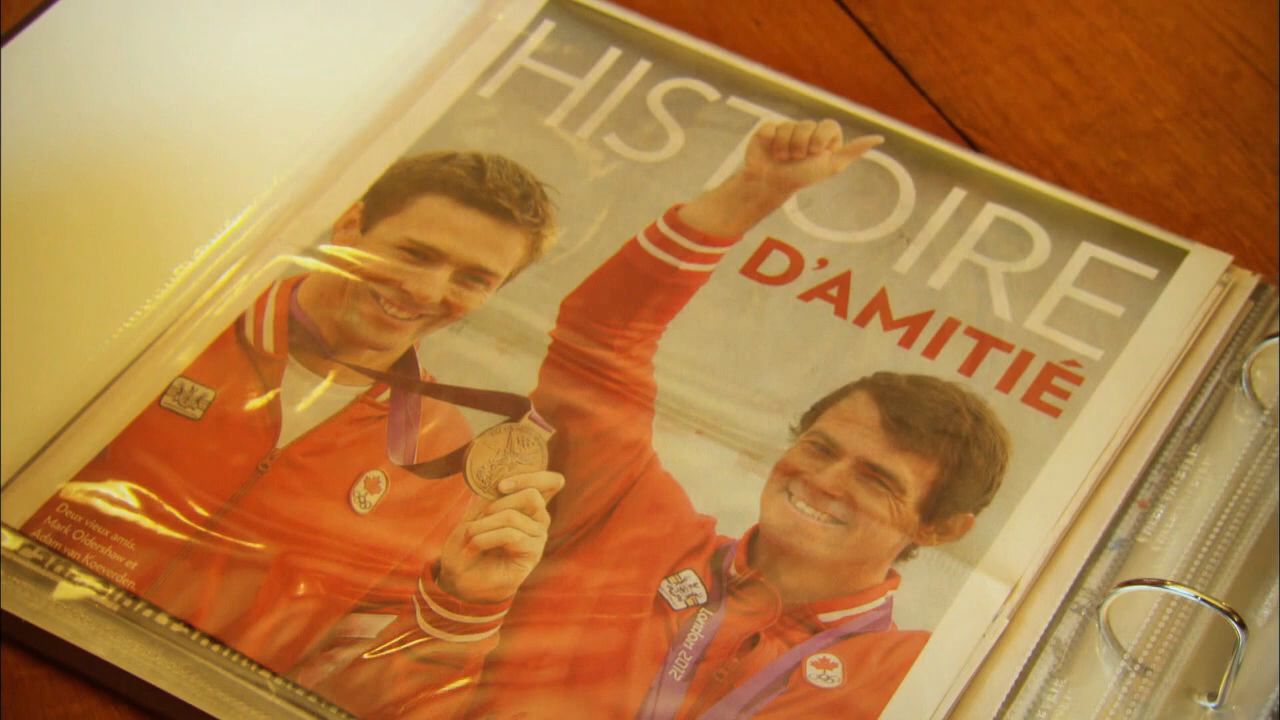 HISTOIRE
D'AMITIÉ
Deux vieux amis,
Mark Oldershaw et
Adam van Koeverden.
London 2012